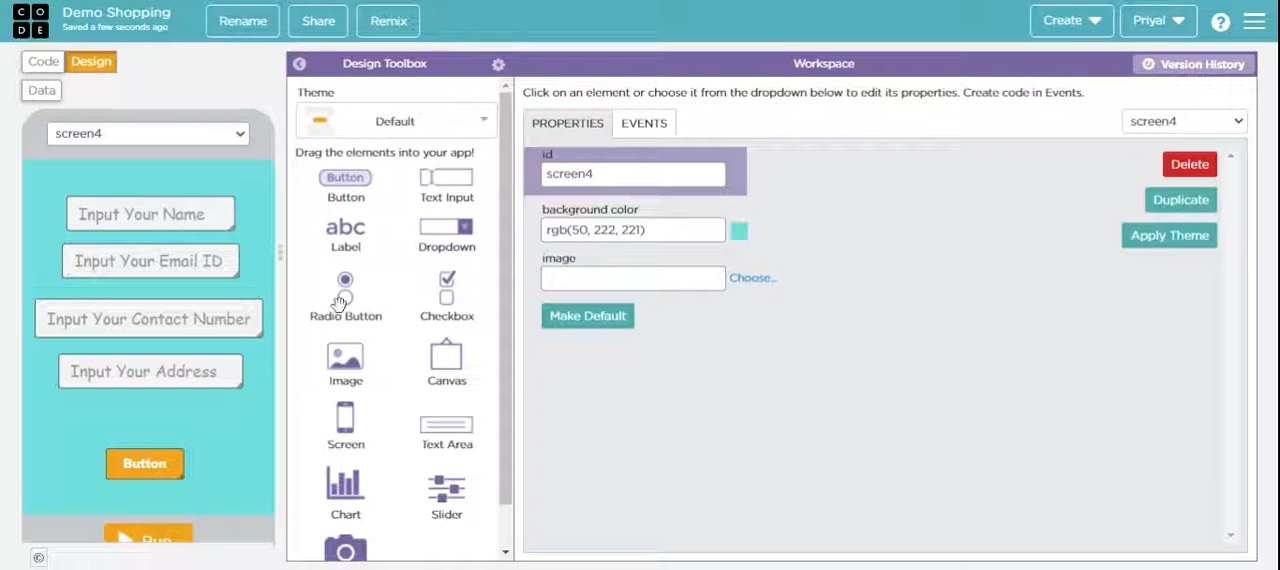 CODE
Demo Shopping
Saved a few seconds ago
Rename
Share
Remix
Create
Priyal
?
Code
Design
Data
Design Toolbox
Workspace
Version History
screen4
Input Your Name
Input Your Email ID
Input Your Contact Number
Input Your Address
Button
Run
©
Theme
Default
Drag the elements into your app!
Button
Button
Text Input
abc
Label
Dropdown
Radio Button
Checkbox
Image
Canvas
Screen
Text Area
Chart
Slider
Click on an element or choose it from the dropdown below to edit its properties. Create code in Events.
PROPERTIES
EVENTS
screen4
id
screen4
background color
rgb(50, 222, 221)
image
Choose...
Make Default
Delete
Duplicate
Apply Theme